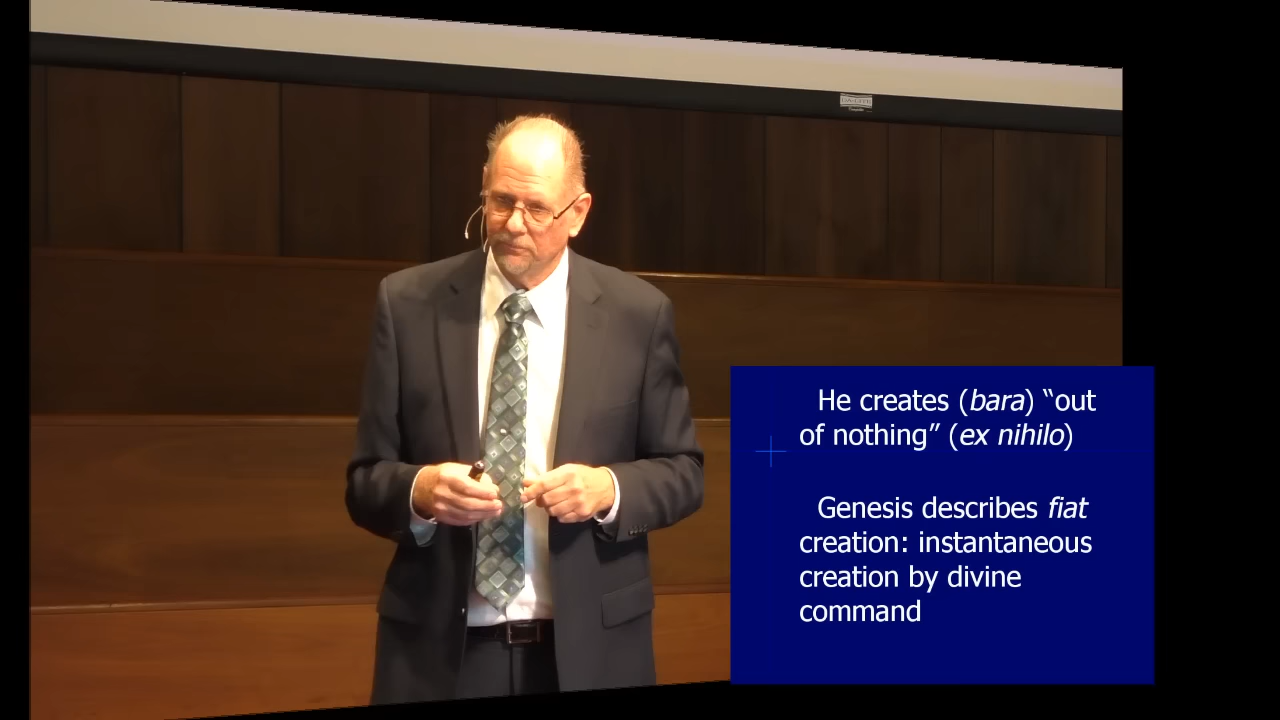 He creates (bara) “out
of nothing” (ex nihilo)
Genesis describes fiat
creation: instantaneous
creation by divine
command